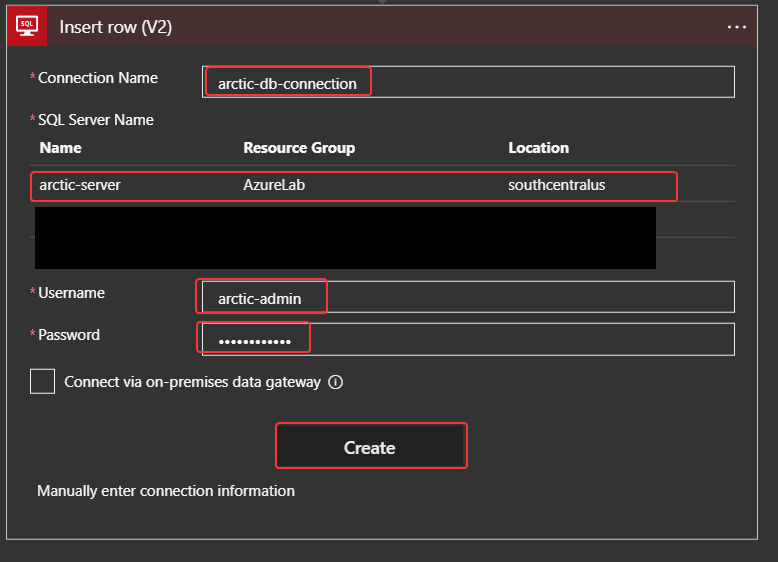 SQL
Insert row (V2)
...
* Connection Name
arctic-db-connection
* SQL Server Name
Name Resource Group Location
arctic-server AzureLab southcentralus
* Username
arctic-admin
* Password
••••••••••••
Connect via on-premises data gateway
Create
Manually enter connection information